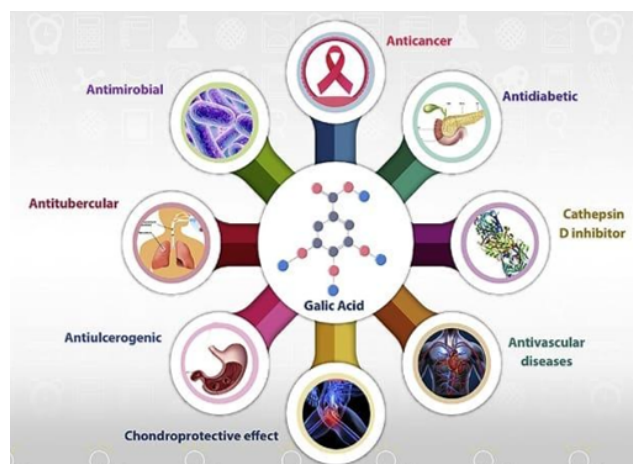 Anticancer
Antimirobial
Antidiabetic
Antitubercular
Cathepsin
D inhibitor
Galic Acid
Antiulcerogenic
Antivascular
diseases
Chondroprotective effect